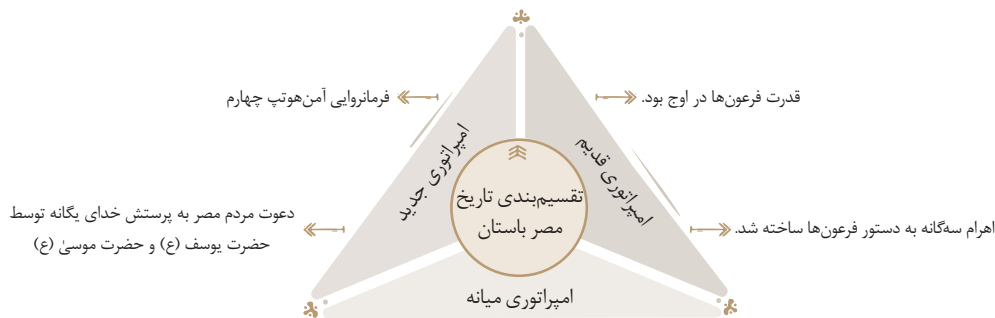 تقسیم‌بندی تاریخ
مصر باستان
امپراتوری قدیم
قدرت فرعون‌ها در اوج بود.
اهرام سه‌گانه به دستور فرعون‌ها ساخته شد.
امپراتوری میانه
امپراتوری جدید
فرمانروایی آمن‌هوتپ چهارم
دعوت مردم مصر به پرستش خدای یگانه توسط
حضرت یوسف (ع) و حضرت موسیٰ (ع)